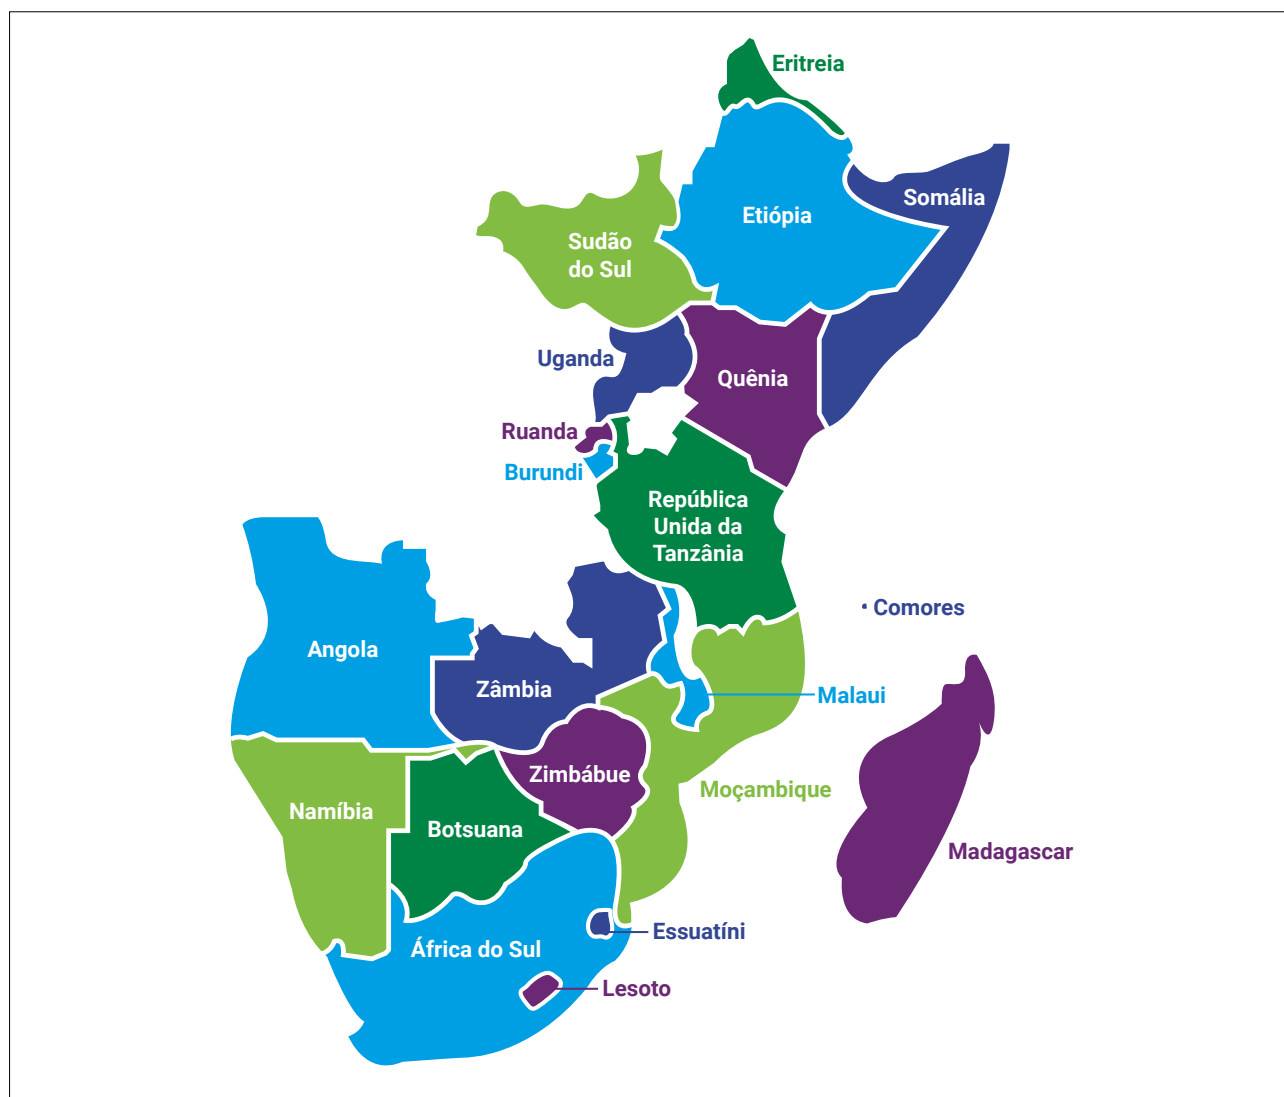 Eritreia
Somália
Etiópia
Sudão
do Sul
Uganda
Quênia
Ruanda
Burundi
República
Unida da
Tanzânia
Comores
Angola
Zâmbia
Malaui
Zimbábue
Moçambique
Namíbia
Botsuana
Madagascar
Essuatíni
África do Sul
Lesoto